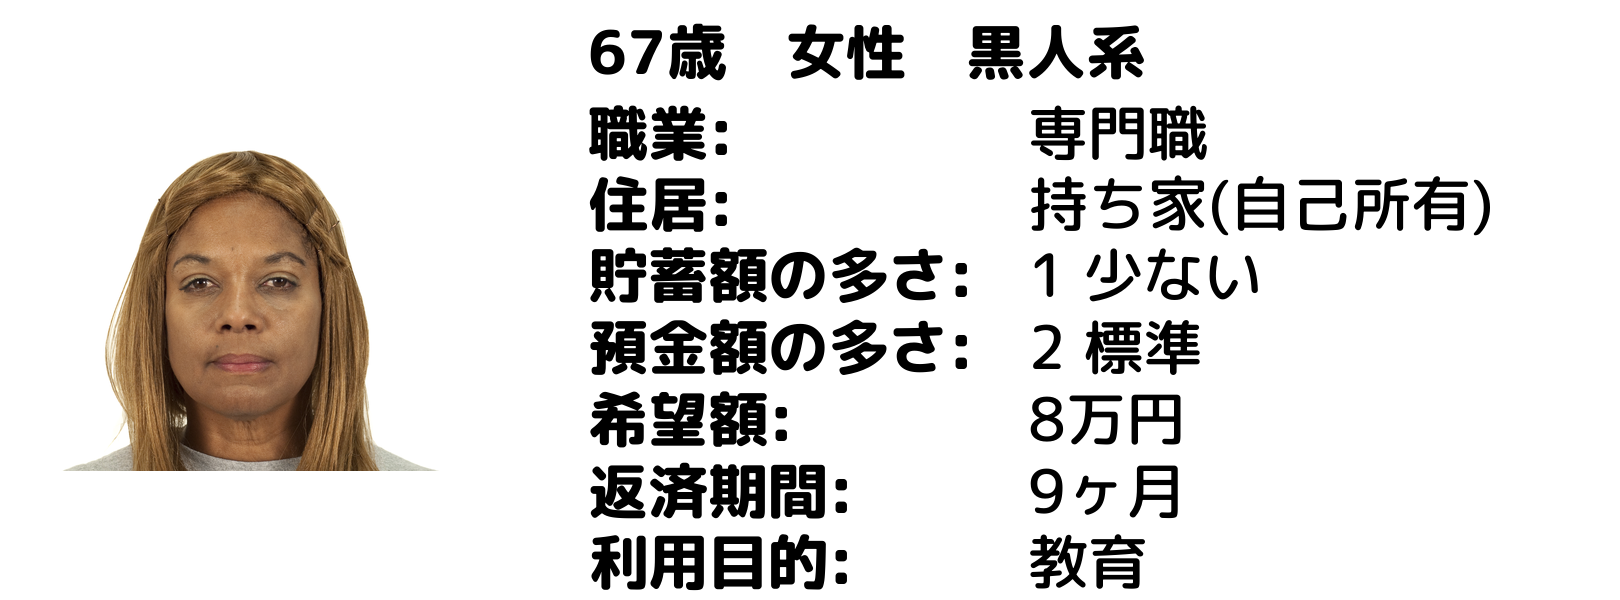 67歳　女性　黒人系
職業: 専門職
住居: 持ち家(自己所有)
貯蓄額の多さ: 1 少ない
預金額の多さ: 2 標準
希望額: 8万円
返済期間: 9ヶ月
利用目的: 教育